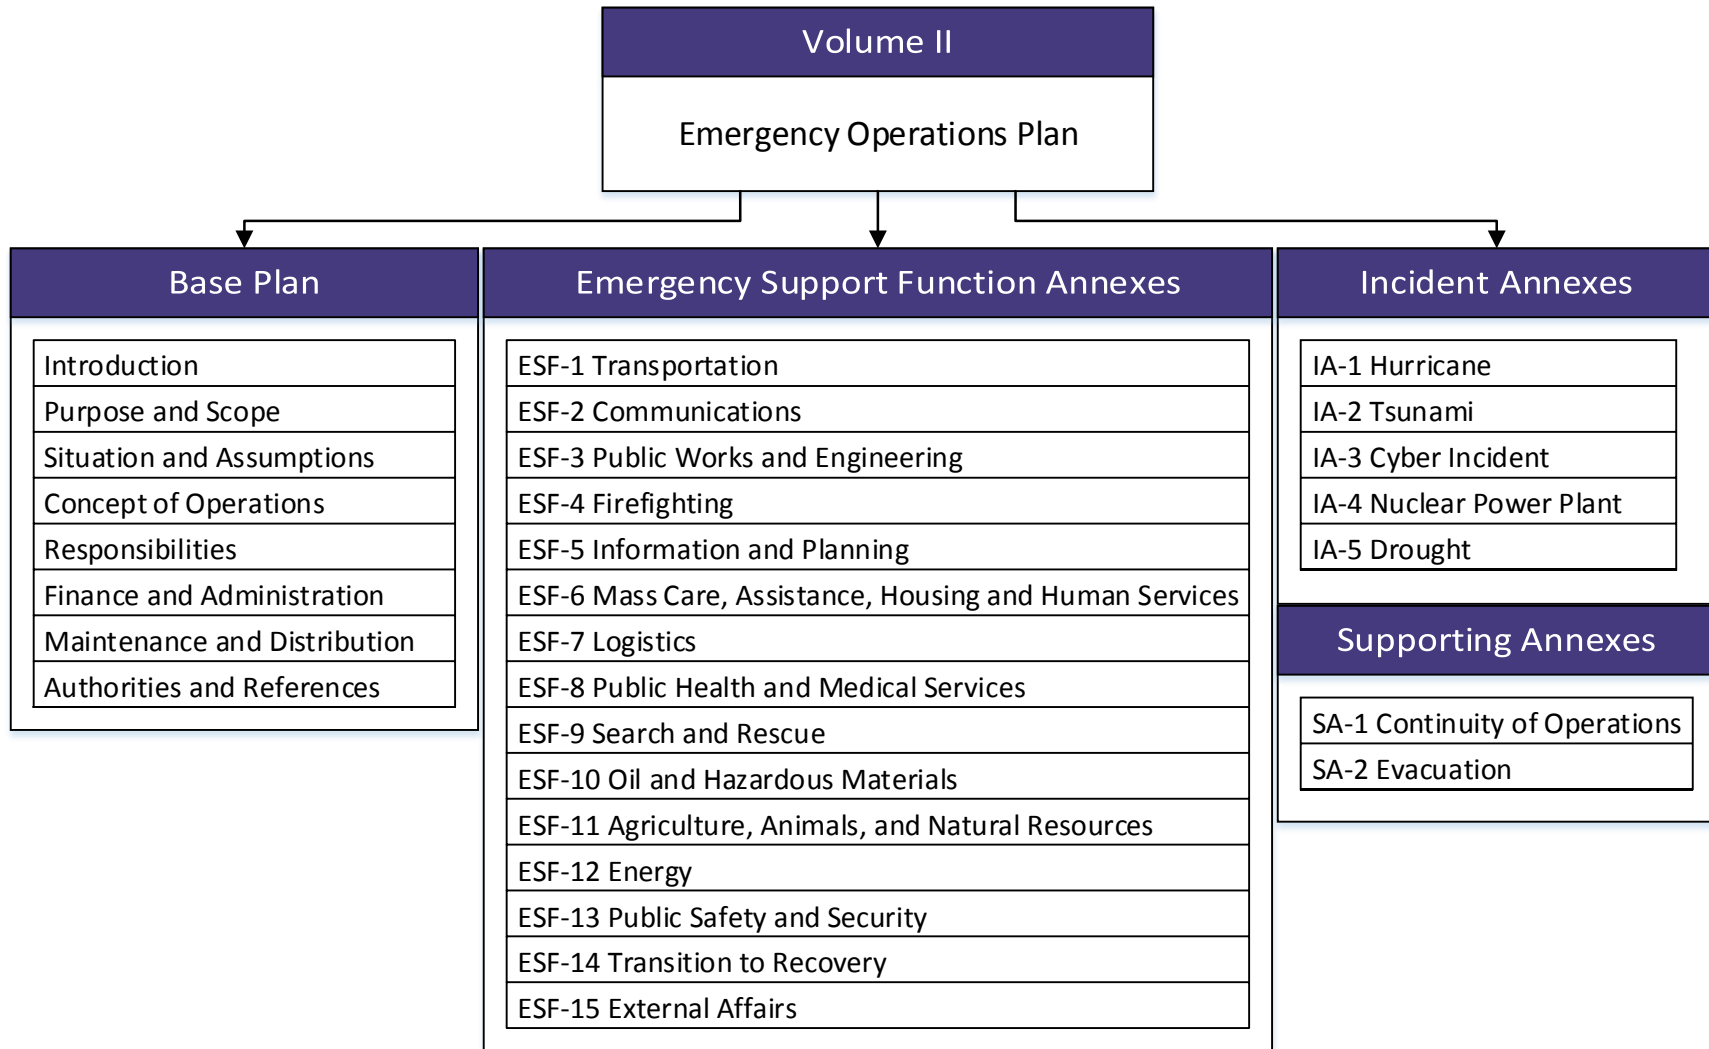 Volume II
Emergency Operations Plan
Base Plan
Introduction
Purpose and Scope
Situation and Assumptions
Concept of Operations
Responsibilities
Finance and Administration
Maintenance and Distribution
Authorities and References
Emergency Support Function Annexes
ESF-1 Transportation
ESF-2 Communications
ESF-3 Public Works and Engineering
ESF-4 Firefighting
ESF-5 Information and Planning
ESF-6 Mass Care, Assistance, Housing and Human Services
ESF-7 Logistics
ESF-8 Public Health and Medical Services
ESF-9 Search and Rescue
ESF-10 Oil and Hazardous Materials
ESF-11 Agriculture, Animals, and Natural Resources
ESF-12 Energy
ESF-13 Public Safety and Security
ESF-14 Transition to Recovery
ESF-15 External Affairs
Incident Annexes
IA-1 Hurricane
IA-2 Tsunami
IA-3 Cyber Incident
IA-4 Nuclear Power Plant
IA-5 Drought
Supporting Annexes
SA-1 Continuity of Operations
SA-2 Evacuation